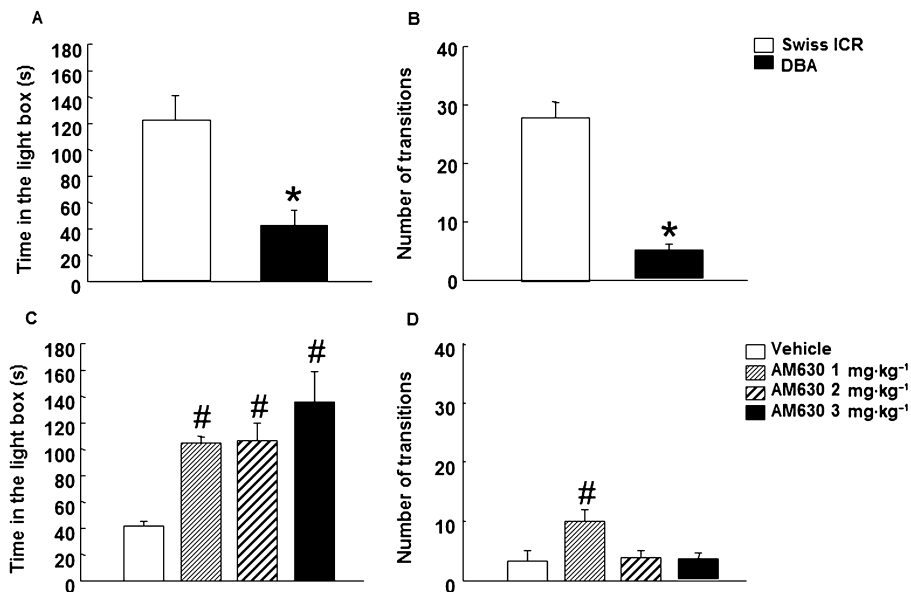 A
Time in the light box (s)
180
160
140
120
100
80
60
40
20
0
*
B
Number of transitions
40
30
20
10
0
*
Swiss ICR
DBA
C
Time in the light box (s)
180
160
140
120
100
80
60
40
20
0
#
#
#
D
Number of transitions
40
30
20
10
0
#
Vehicle
AM630 1 mg·kg⁻¹
AM630 2 mg·kg⁻¹
AM630 3 mg·kg⁻¹